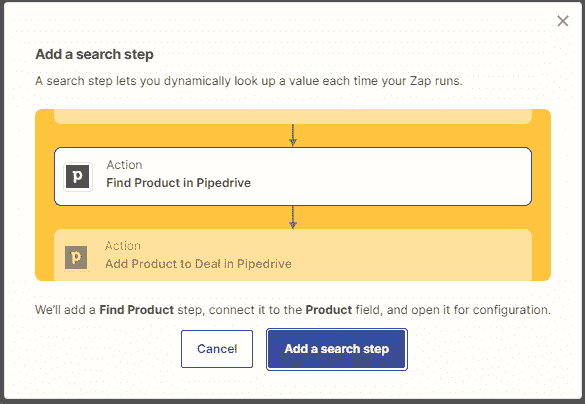 Add a search step
A search step lets you dynamically look up a value each time your Zap runs.
Action
p
Find Product in Pipedrive
Action
p
Add Product to Deal in Pipedrive
We'll add a Find Product step, connect it to the Product field, and open it for configuration.
Cancel
Add a search step